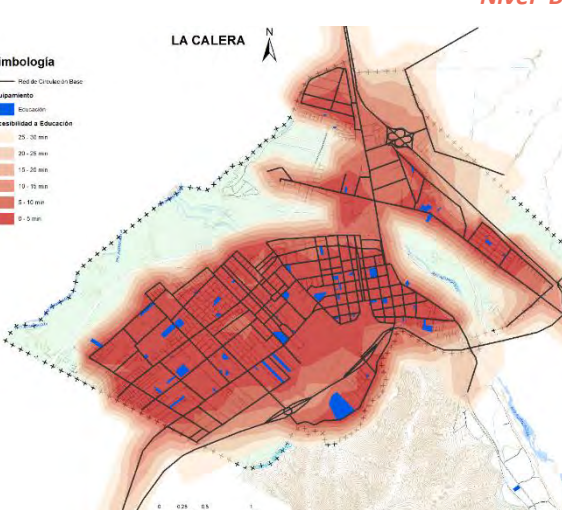 Nivel B
LA CALERA
N
imbología
Red de Circulación Base
uipamiento
Educación
cesibilidad a Educación
25 - 30 min
20 - 25 min
15 - 20 min
10 - 15 min
5 - 10 min
0 - 5 min
0 0.25 0.5 1